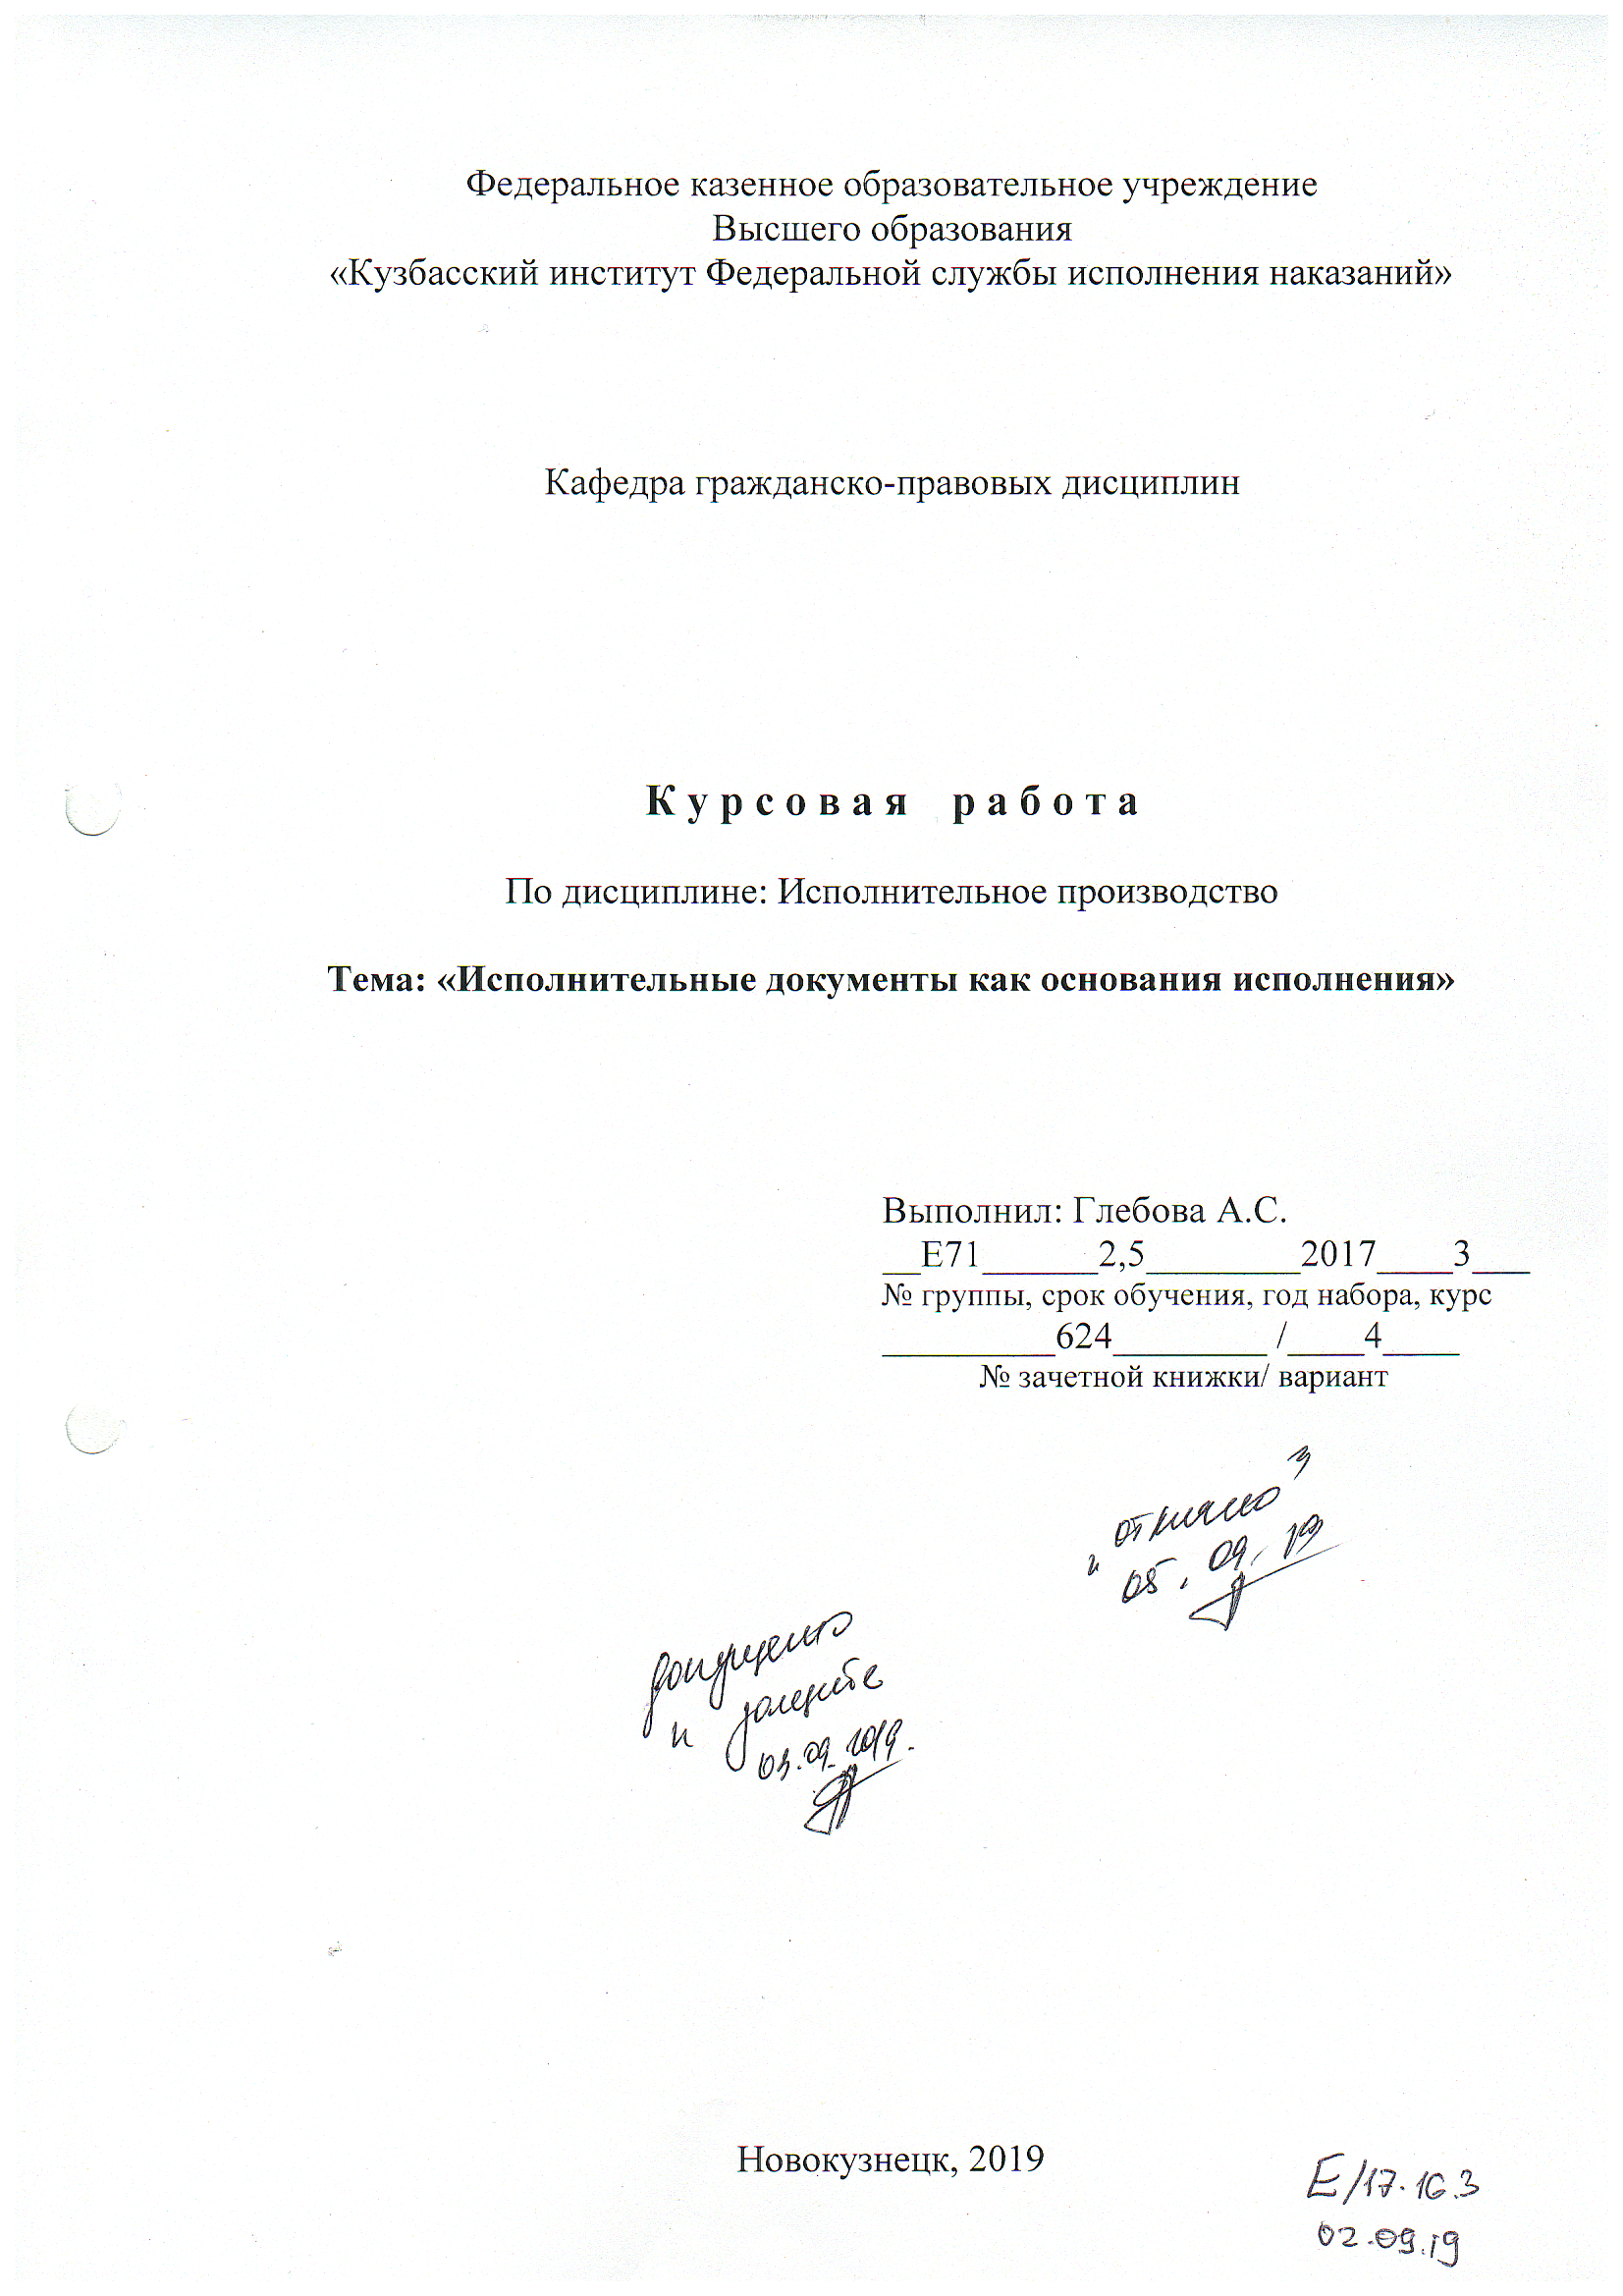 Федеральное казенное образовательное учреждение
Высшего образования
«Кузбасский институт Федеральной службы исполнения наказаний»
Кафедра гражданско-правовых дисциплин
К у р с о в а я р а б о т а
По дисциплине: Исполнительное производство
Тема: «Исполнительные документы как основания исполнения»
Выполнил: Глебова А.С.
__Е71______2,5________2017____3___
№ группы, срок обучения, год набора, курс
_________624________ /____4____
№ зачетной книжки/ вариант
"отлично"
05.09.19
допущено
к защите
03.09.2019.
Новокузнецк, 2019
Е/17.16.3
02.09.19